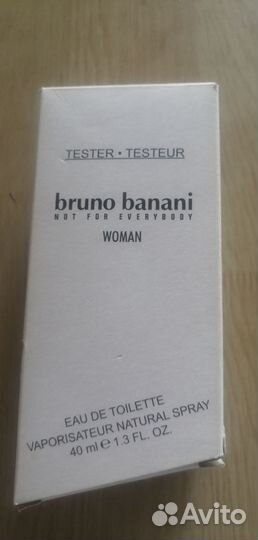 TESTER • TESTEUR
bruno banani
NOT FOR EVERYBODY
WOMAN
EAU DE TOILETTE
VAPORISATEUR NATURAL SPRAY
40 ml e 1.3 FL. OZ.
Avito